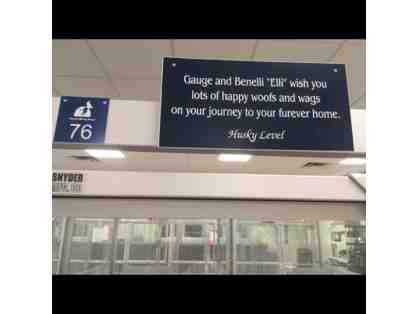 Gauge and Benelli "Elli" wish you
lots of happy woofs and wags
on your journey to your furever home.
Husky Level
76
SNYDER